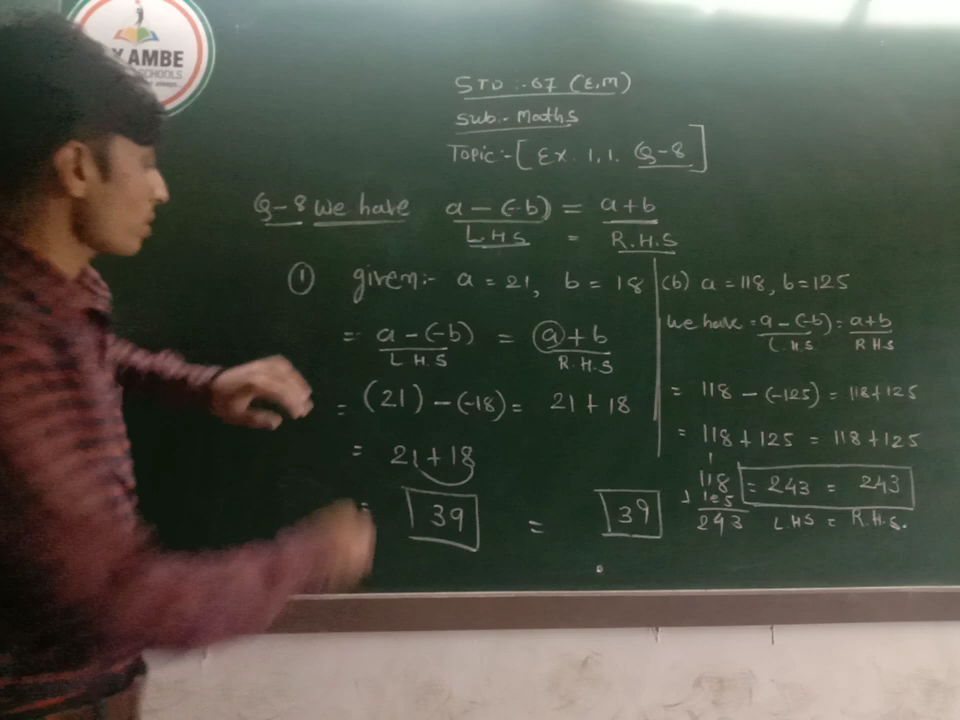 AMBE
SCHOOLS
STD :- 07 (E.M)
Sub:- Maths
Topic :- [Ex. 1.1. Q-8]
Q-8 We have a - (-b) = a + b
L.H.S = R.H.S
① given:- a = 21, b = 18
= a - (-b) = a + b
L.H.S R.H.S
= (21) - (-18) = 21 + 18
= 21 + 18
= 39 = 39
(b) a = 118, b = 125
We have = a - (-b) = a + b
L.H.S R.H.S
= 118 - (-125) = 118 + 125
= 118 + 125 = 118 + 125
1
118 = 243 = 243
+ 125
243 LHS = R.H.S.